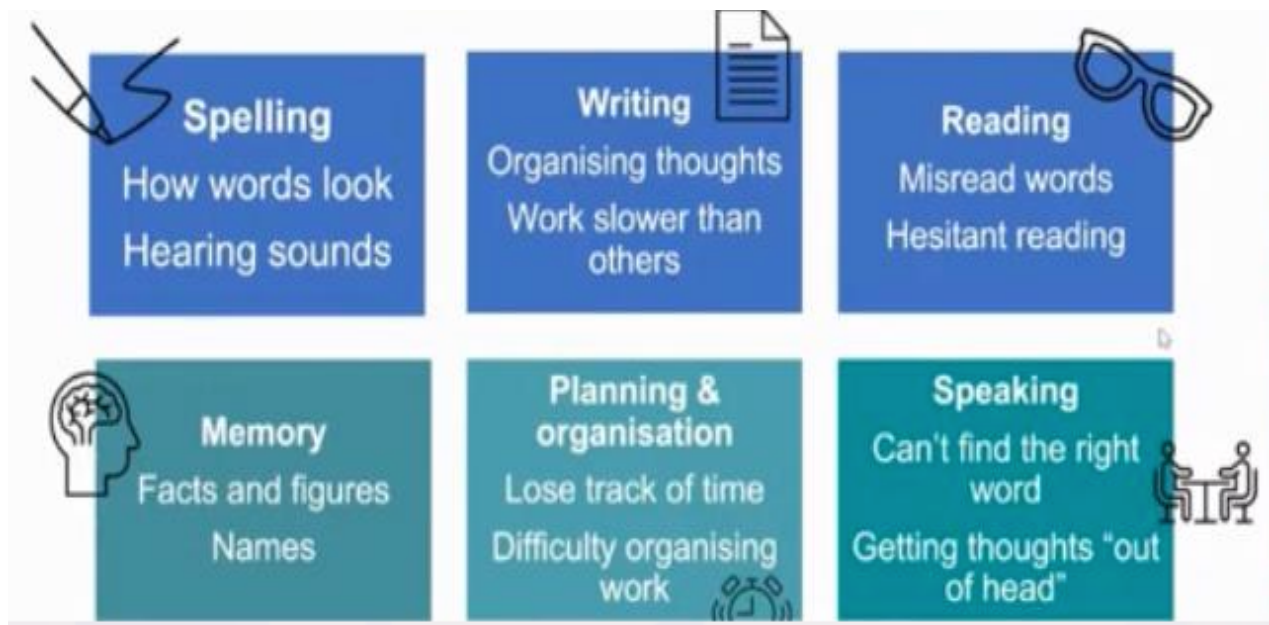 Spelling
How words look
Hearing sounds
Writing
Organising thoughts
Work slower than
others
Reading
Misread words
Hesitant reading
Memory
Facts and figures
Names
Planning &
organisation
Lose track of time
Difficulty organising
work
Speaking
Can't find the right
word
Getting thoughts "out
of head"